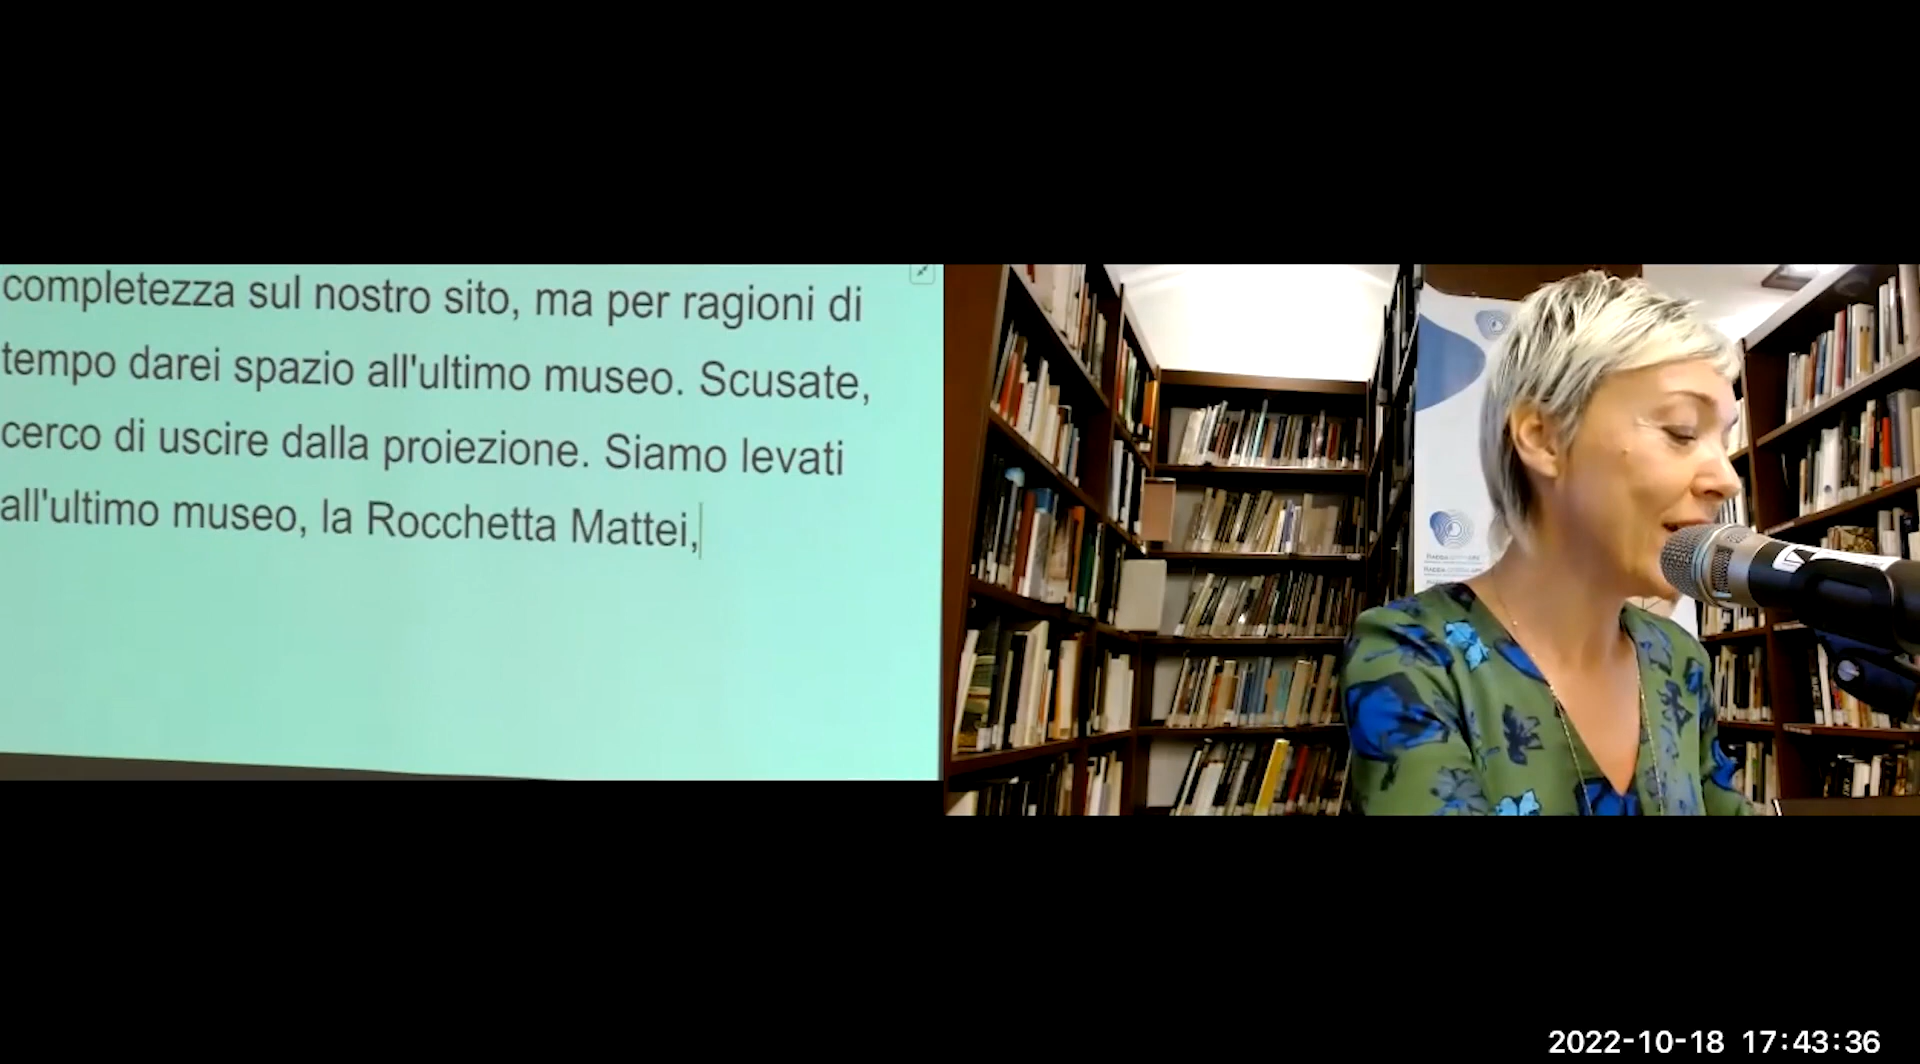 completezza sul nostro sito, ma per ragioni di
tempo darei spazio all'ultimo museo. Scusate,
cerco di uscire dalla proiezione. Siamo levati
all'ultimo museo, la Rocchetta Mattei,
2022-10-18 17:43:36